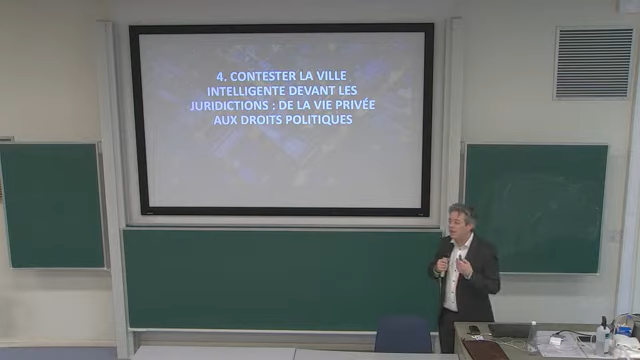 4. CONTESTER LA VILLE
INTELLIGENTE DEVANT LES
JURIDICTIONS : DE LA VIE PRIVÉE
AUX DROITS POLITIQUES